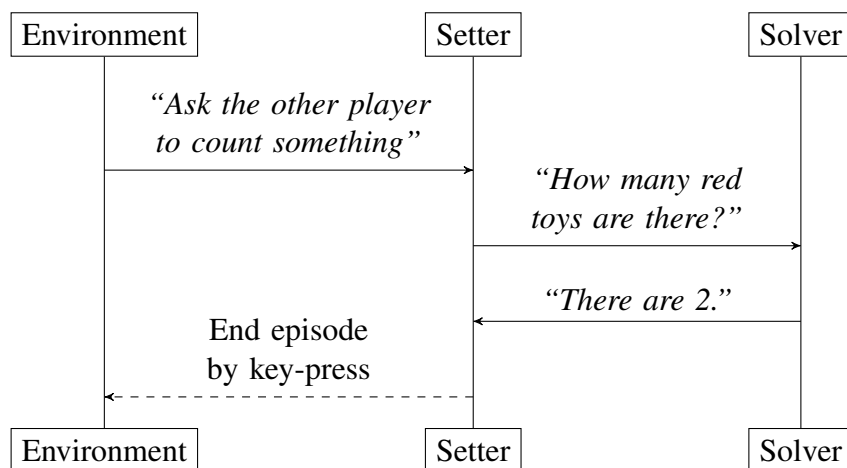 Environment
Setter
Solver
“Ask the other player
to count something”
“How many red
toys are there?”
“There are 2.”
End episode
by key-press
Environment
Setter
Solver